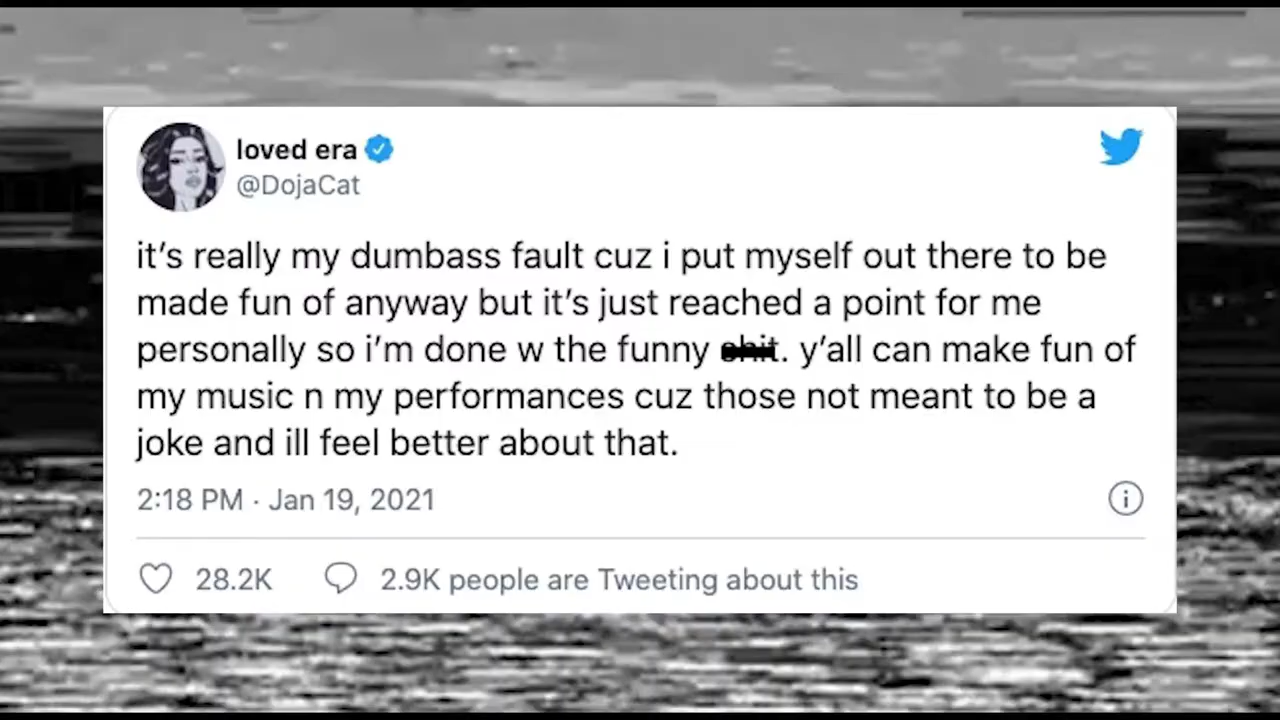 loved era
@DojaCat
it's really my dumbass fault cuz i put myself out there to be
made fun of anyway but it's just reached a point for me
personally so i'm done w the funny shit. y'all can make fun of
my music n my performances cuz those not meant to be a
joke and ill feel better about that.
2:18 PM · Jan 19, 2021
28.2K 2.9K people are Tweeting about this